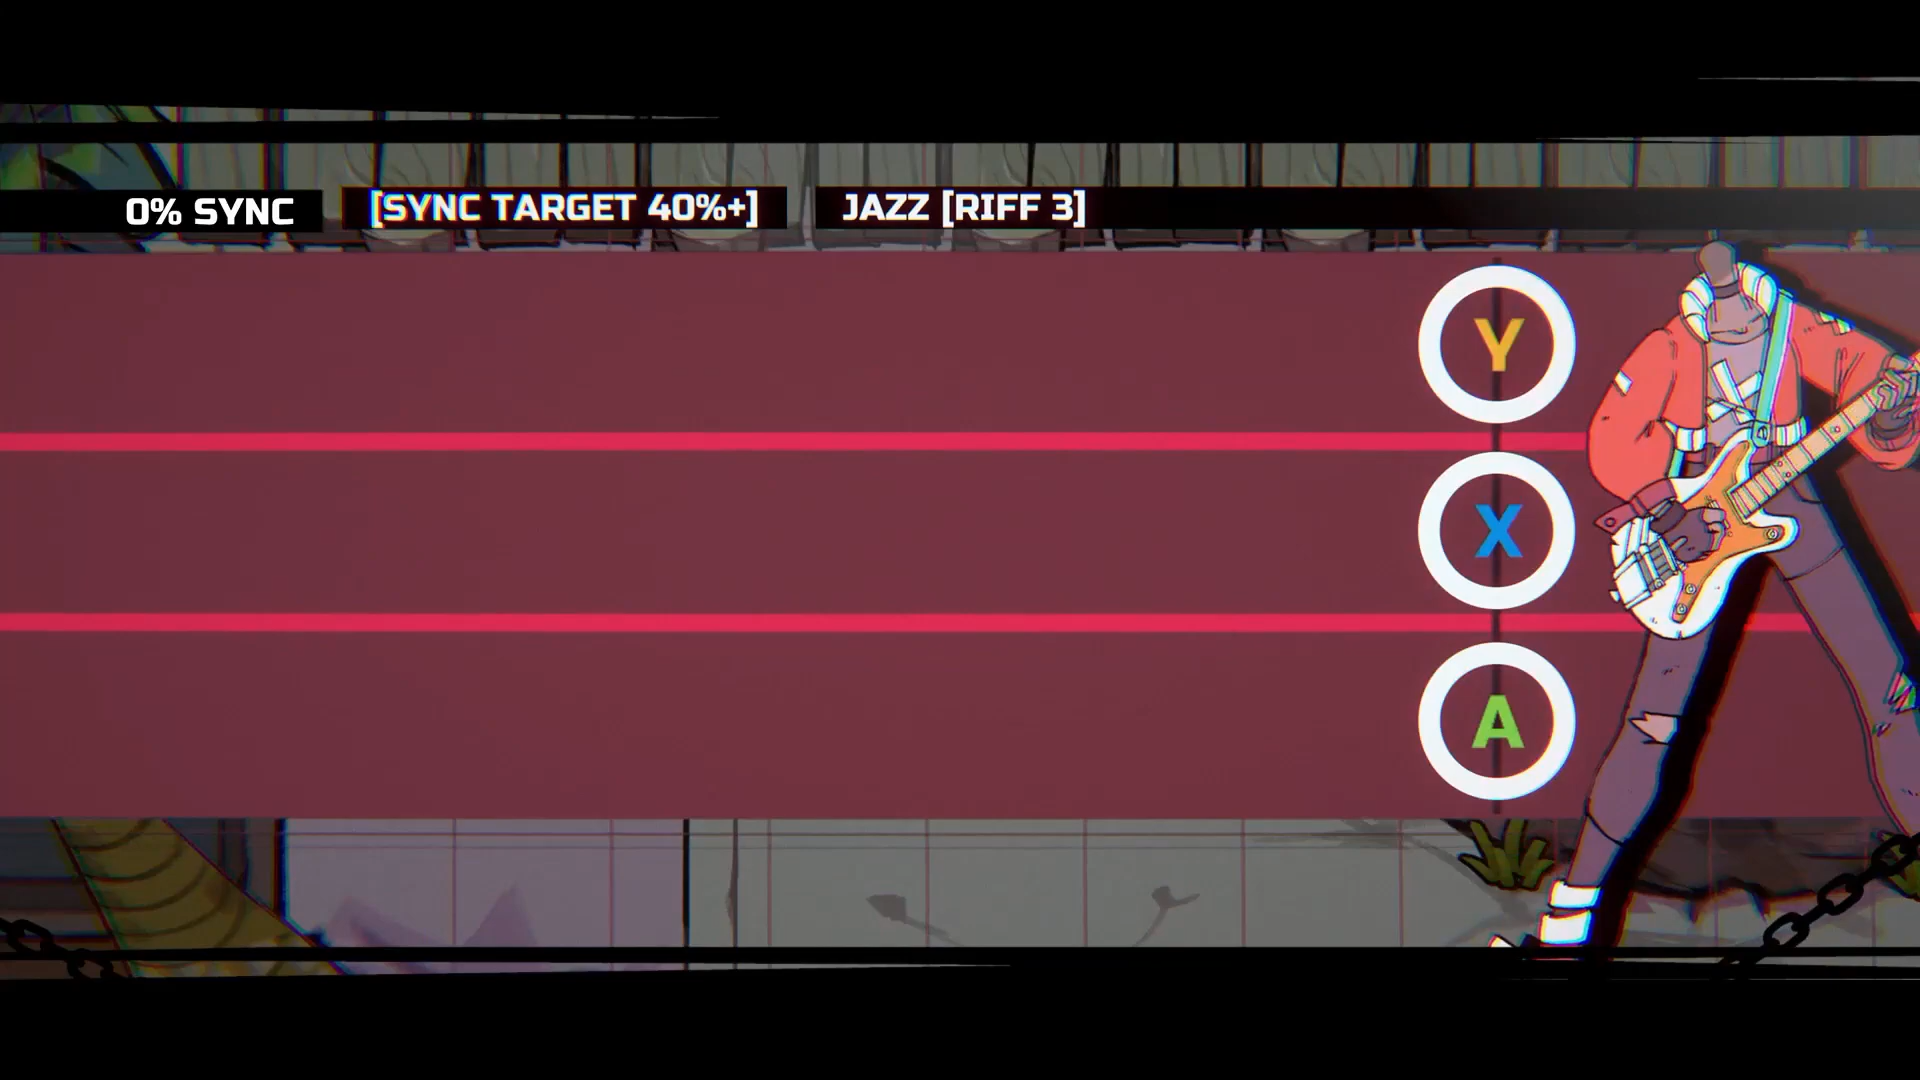 0% SYNC
[SYNC TARGET 40%+]
JAZZ [RIFF 3]
Y
X
A